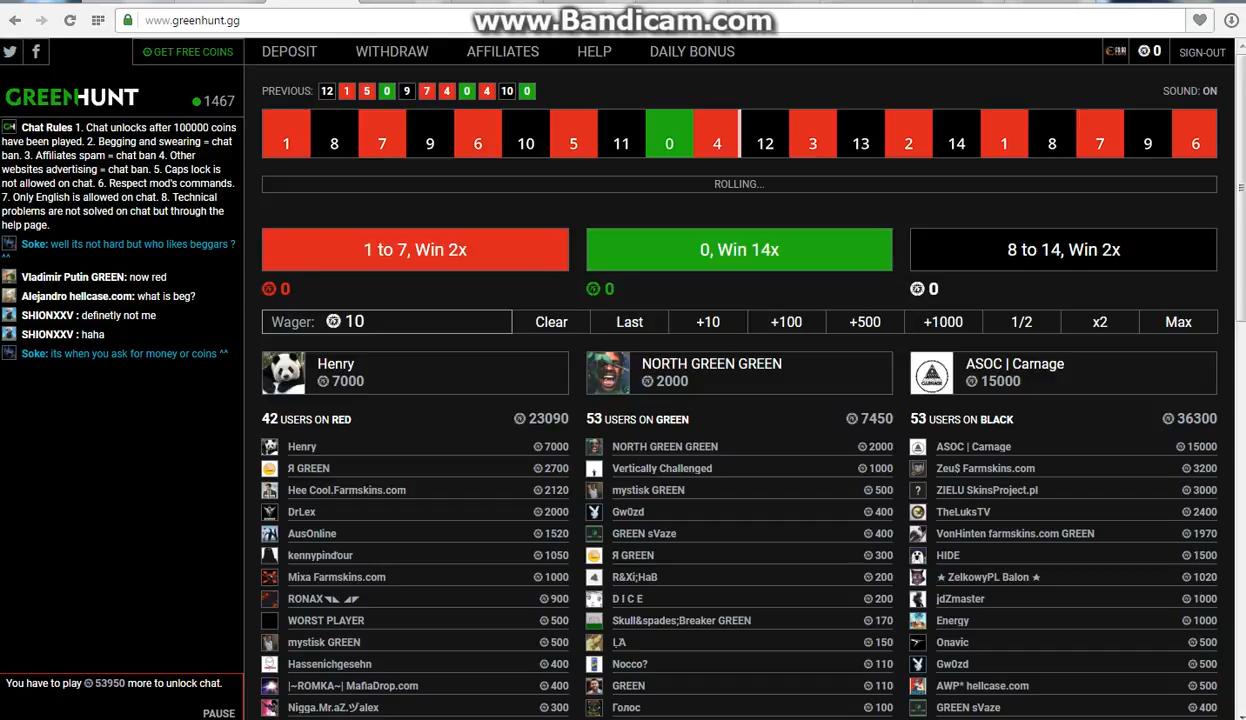 www.Bandicam.com
www.greenhunt.gg
GET FREE COINS
DEPOSIT
WITHDRAW
AFFILIATES
HELP
DAILY BONUS
0
SIGN-OUT
GREENHUNT
1467
Chat Rules 1. Chat unlocks after 100000 coins
have been played. 2. Begging and swearing = chat
ban. 3. Affiliates spam = chat ban 4. Other
websites advertising = chat ban. 5. Caps lock is
not allowed on chat. 6. Respect mod's commands.
7. Only English is allowed on chat. 8. Technical
problems are not solved on chat but through the
help page.
Soke: well its not hard but who likes beggars ?
^^
Vladimir Putin GREEN: now red
Alejandro hellcase.com: what is beg?
SHIONXXV : definetly not me
SHIONXXV : haha
Soke: its when you ask for money or coins ^^
You have to play 53950 more to unlock chat.
PAUSE
PREVIOUS: 12 1 5 0 9 7 4 0 4 10 0
SOUND: ON
1 8 7 9 6 10 5 11 0 4 12 3 13 2 14 1 8 7 9 6
ROLLING...
1 to 7, Win 2x
0, Win 14x
8 to 14, Win 2x
0
0
0
Wager: 10
Clear
Last
+10
+100
+500
+1000
1/2
x2
Max
Henry
7000
NORTH GREEN GREEN
2000
ASOC | Carnage
15000
42 USERS ON RED 23090
53 USERS ON GREEN 7450
53 USERS ON BLACK 36300
Henry 7000
NORTH GREEN GREEN 2000
ASOC | Carnage 15000
Я GREEN 2700
Vertically Challenged 1000
Zeu$ Farmskins.com 3200
Hee Cool.Farmskins.com 2120
mystisk GREEN 500
ZIELU SkinsProject.pl 3000
DrLex 2000
Gw0zd 400
TheLuksTV 2400
AusOnline 1520
GREEN sVaze 400
VonHinten farmskins.com GREEN 1970
kennypind'our 1050
Я GREEN 300
HIDE 1500
Mixa Farmskins.com 1000
R&Xi;HaB 200
★ ZelkowyPL Balon ★ 1020
RONAX◥◣ ◢◤ 900
D I C E 200
jdZmaster 1000
WORST PLAYER 500
Skull&spades;Breaker GREEN 170
Energy 1000
mystisk GREEN 500
150
Onavic 500
Hassenichgesehn 400
Nocco? 110
Gw0zd 500
|~ROMKA~| MafiaDrop.com 400
GREEN 110
AWP* hellcase.com 500
Nigga.Mr.aZ.ヅalex 300
Голос 100
GREEN sVaze 400